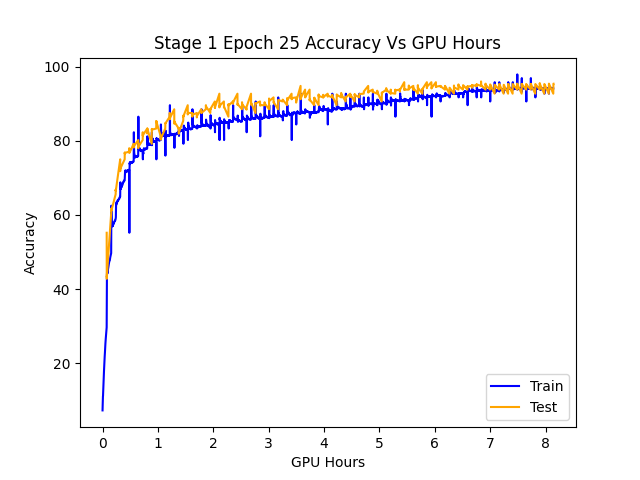 Stage 1 Epoch 25 Accuracy Vs GPU Hours
100
80
60
40
20
Accuracy
0 1 2 3 4 5 6 7 8
GPU Hours
Train
Test